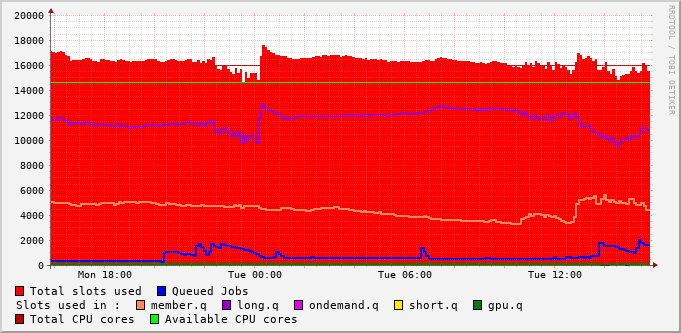 20000
18000
16000
14000
12000
10000
8000
6000
4000
2000
0
Mon 18:00 Tue 00:00 Tue 06:00 Tue 12:00
RRDTOOL / TOBI OETIKER
Total slots used Queued Jobs
Slots used in : member.q long.q ondemand.q short.q gpu.q
Total CPU cores Available CPU cores